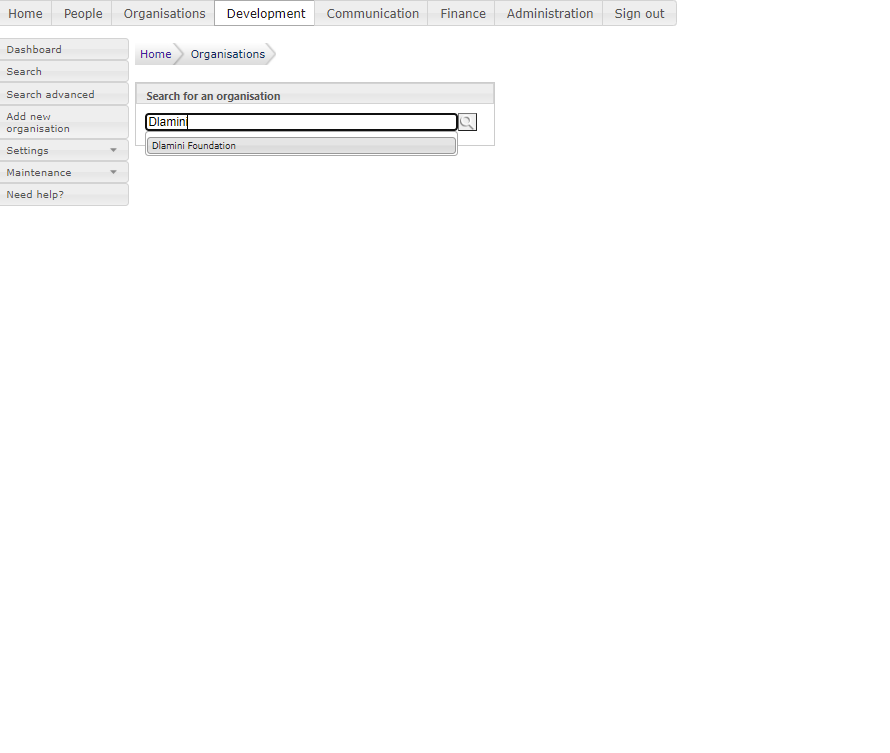 Home People Organisations Development Communication Finance Administration Sign out
Dashboard
Search
Search advanced
Add new
organisation
Settings
Maintenance
Need help?
Home Organisations
Search for an organisation
Dlamini
Dlamini Foundation